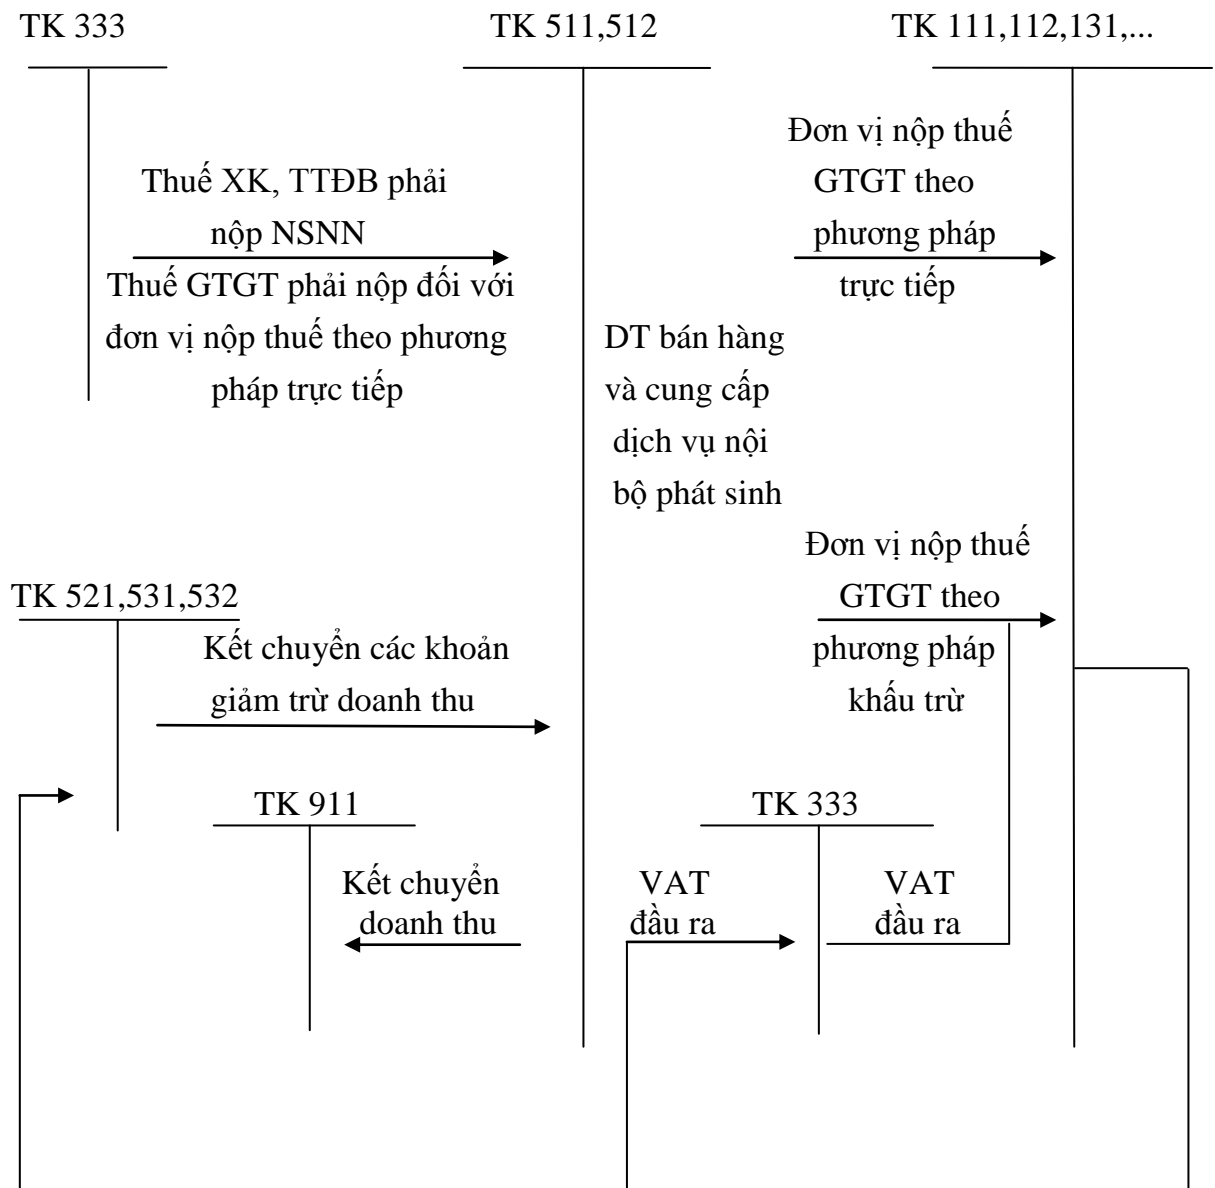 TK 333
TK 511,512
TK 111,112,131,...
Đơn vị nộp thuế
GTGT theo
phương pháp
trực tiếp
Thuế XK, TTĐB phải
nộp NSNN
Thuế GTGT phải nộp đối với
đơn vị nộp thuế theo phương
pháp trực tiếp
DT bán hàng
và cung cấp
dịch vụ nội
bộ phát sinh
Đơn vị nộp thuế
GTGT theo
phương pháp
khấu trừ
TK 521,531,532
Kết chuyển các khoản
giảm trừ doanh thu
TK 911
TK 333
Kết chuyển
doanh thu
VAT
đầu ra
VAT
đầu ra